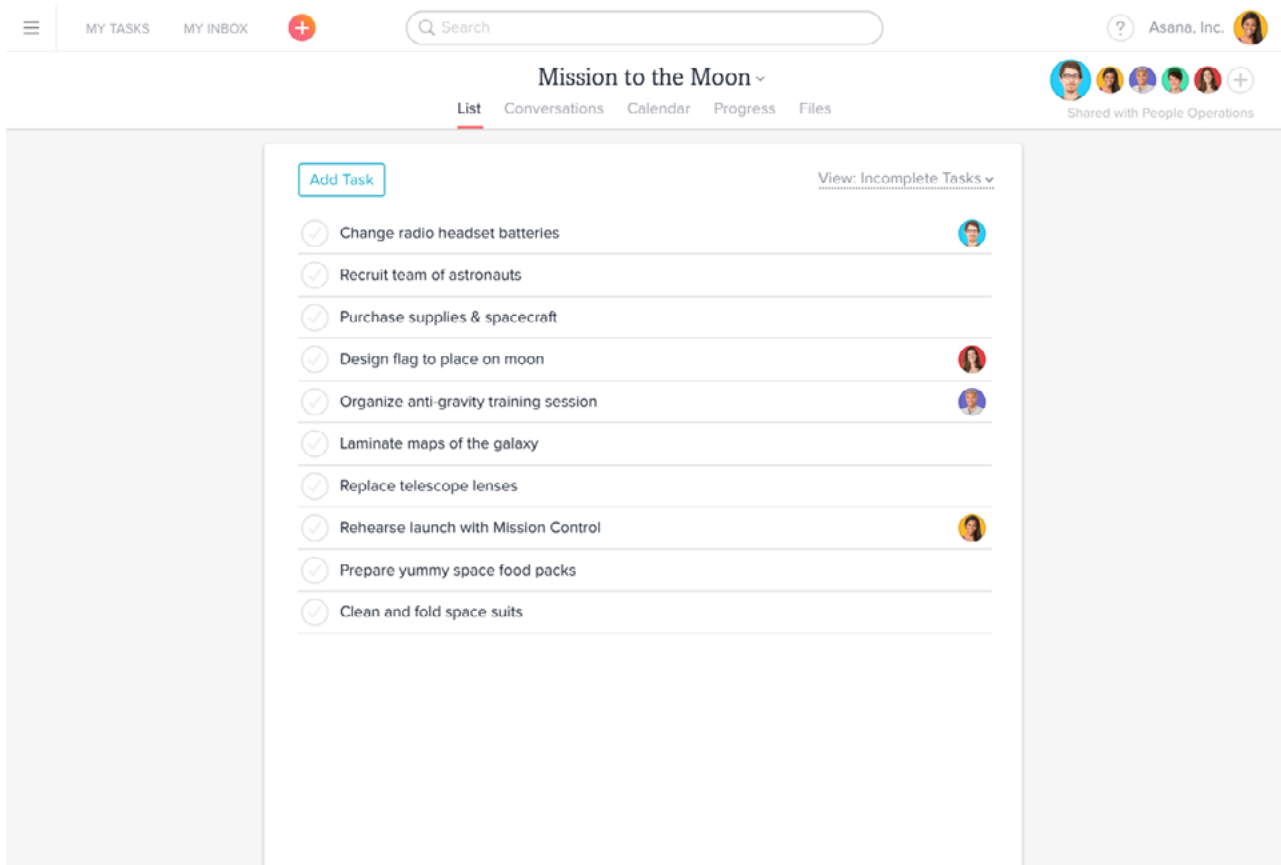 MY TASKS MY INBOX + Search ? Asana, Inc.
Mission to the Moon
List Conversations Calendar Progress Files
Shared with People Operations
Add Task View: Incomplete Tasks
Change radio headset batteries
Recruit team of astronauts
Purchase supplies & spacecraft
Design flag to place on moon
Organize anti-gravity training session
Laminate maps of the galaxy
Replace telescope lenses
Rehearse launch with Mission Control
Prepare yummy space food packs
Clean and fold space suits